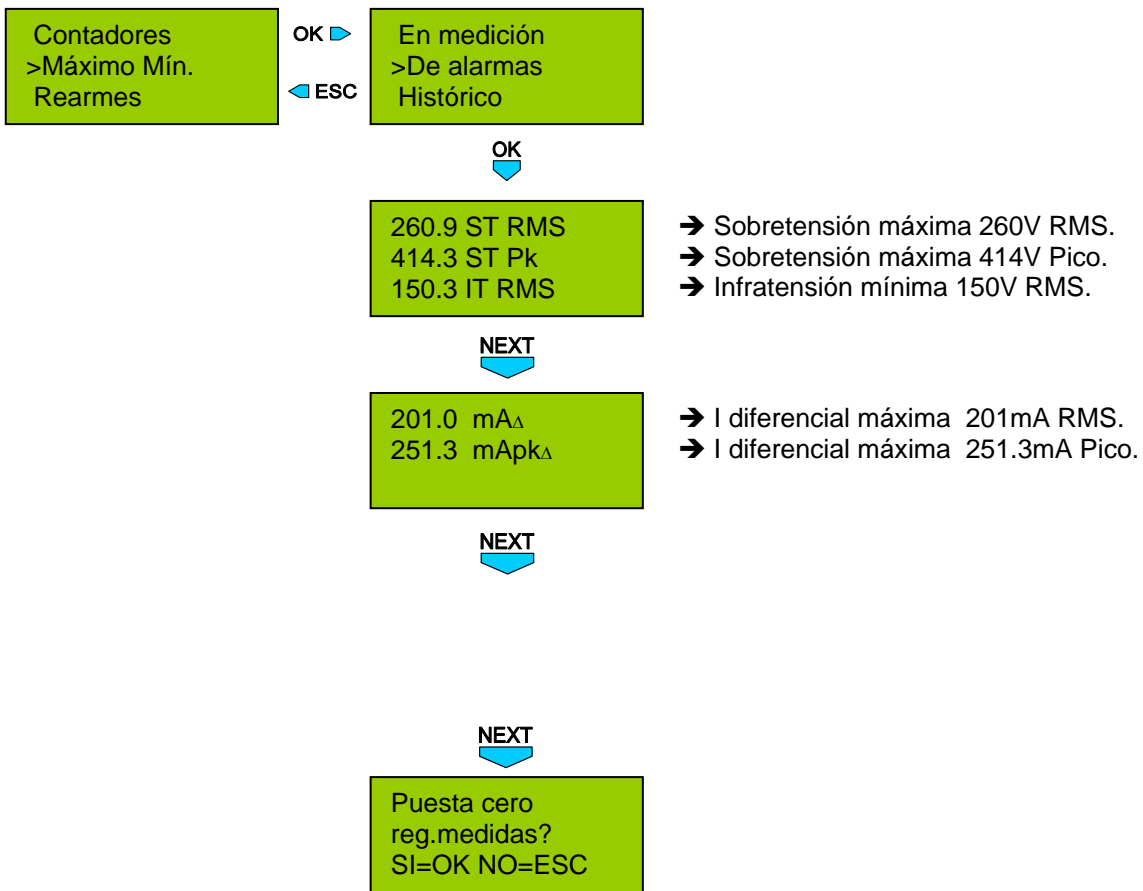 Contadores
>Máximo Mín.
Rearmes
OK
ESC
En medición
>De alarmas
Histórico
OK
260.9 ST RMS
414.3 ST Pk
150.3 IT RMS
➔ Sobretensión máxima 260V RMS.
➔ Sobretensión máxima 414V Pico.
➔ Infratensión mínima 150V RMS.
NEXT
201.0 mA∆
251.3 mApk∆
➔ I diferencial máxima 201mA RMS.
➔ I diferencial máxima 251.3mA Pico.
NEXT
NEXT
Puesta cero
reg.medidas?
SI=OK NO=ESC